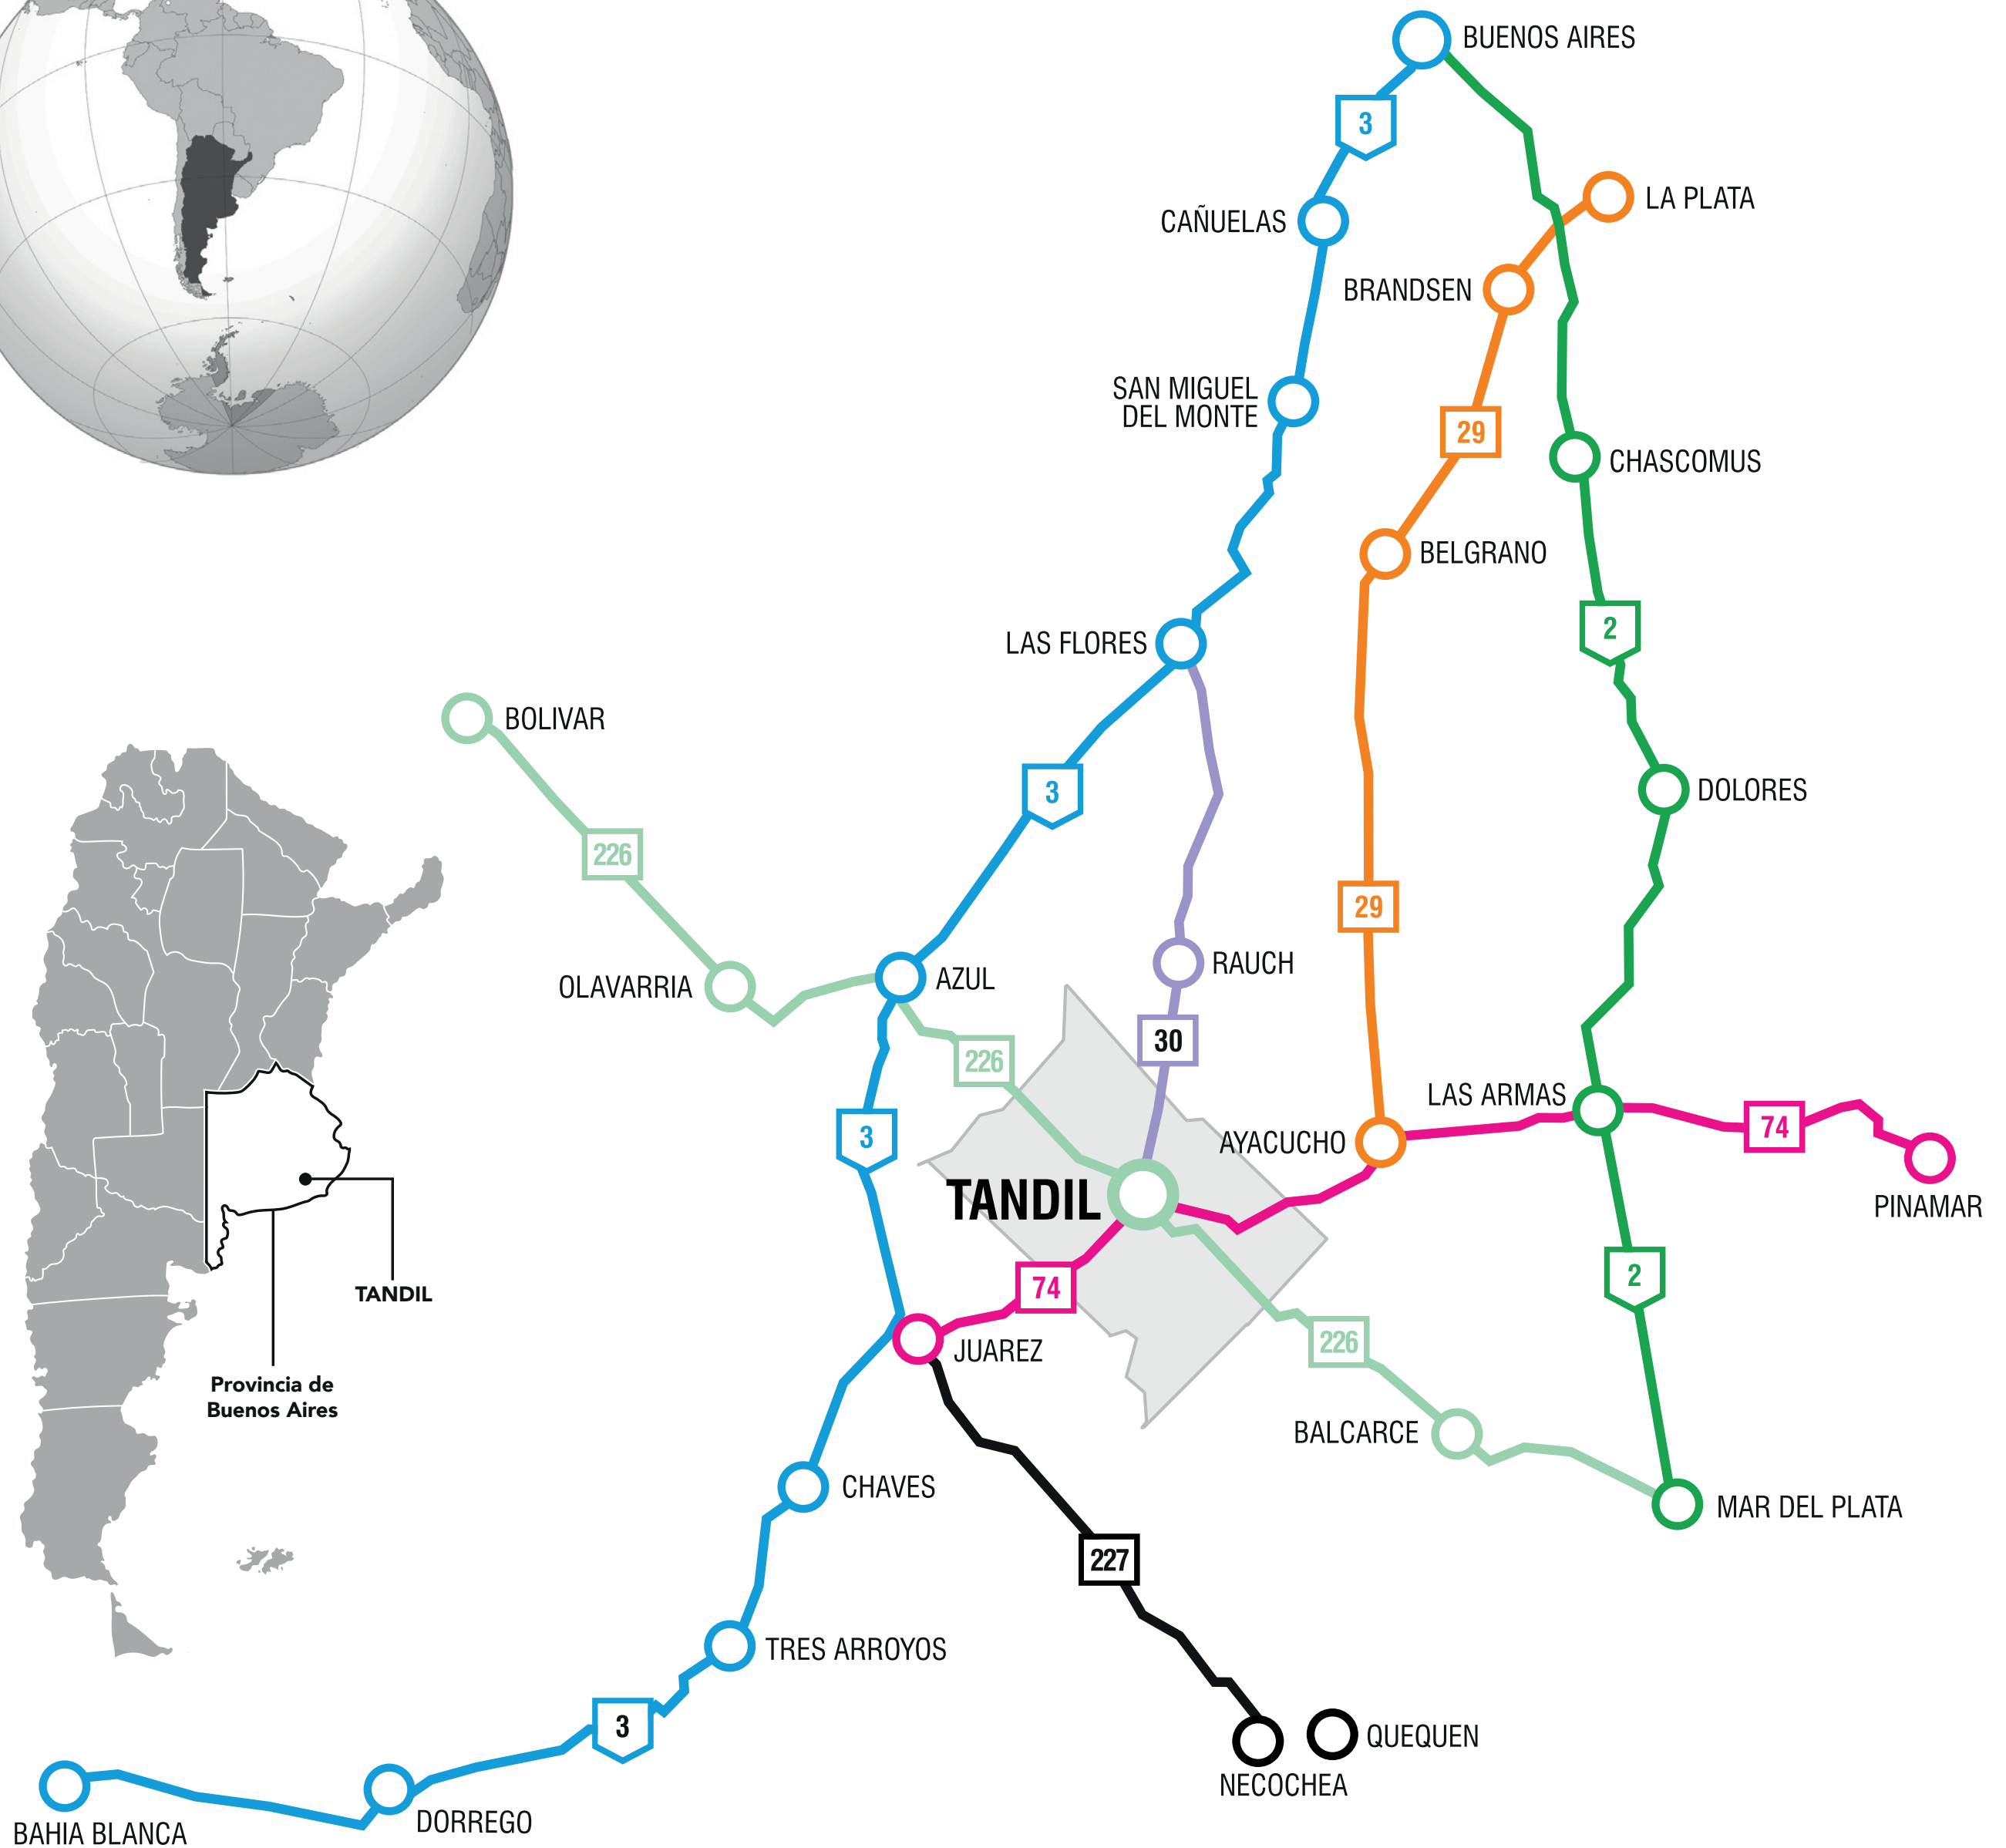 BUENOS AIRES
3
LA PLATA
CAÑUELAS
BRANDSEN
SAN MIGUEL
DEL MONTE
29
CHASCOMUS
BELGRANO
2
LAS FLORES
BOLIVAR
3
DOLORES
226
29
OLAVARRIA
AZUL
RAUCH
30
226
LAS ARMAS
74
3
AYACUCHO
TANDIL
PINAMAR
2
74
TANDIL
JUAREZ
226
Provincia de
Buenos Aires
BALCARCE
CHAVES
MAR DEL PLATA
227
TRES ARROYOS
3
QUEQUEN
NECOCHEA
DORREGO
BAHIA BLANCA